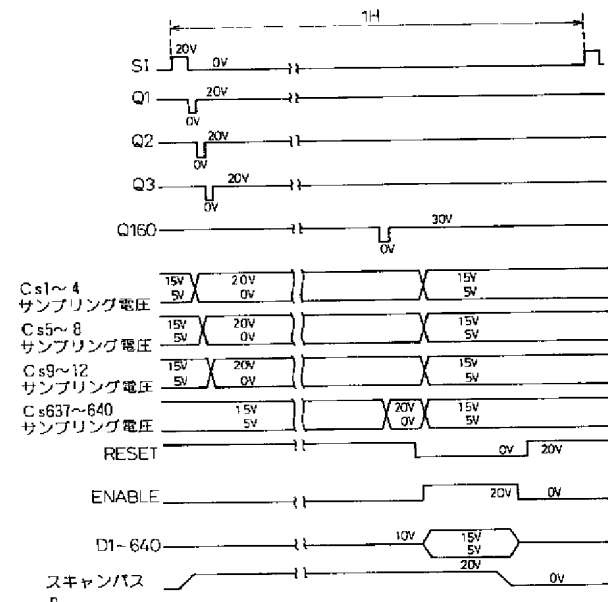 1H
20V
SI 0V
Q1 20V
0V
Q2 20V
0V
Q3 20V
0V
Q160 30V
0V
Cs1～4 15V 20V 15V
サンプリング電圧 5V 0V 5V
Cs5～8 15V 20V 15V
サンプリング電圧 5V 0V 5V
Cs9～12 15V 20V 15V
サンプリング電圧 5V 0V 5V
Cs637～640 15V 20V 15V
サンプリング電圧 5V 0V 5V
RESET 0V 20V
ENABLE 20V 0V
D1~640 10V 15V
5V
20V
スキャンパス 0V
n